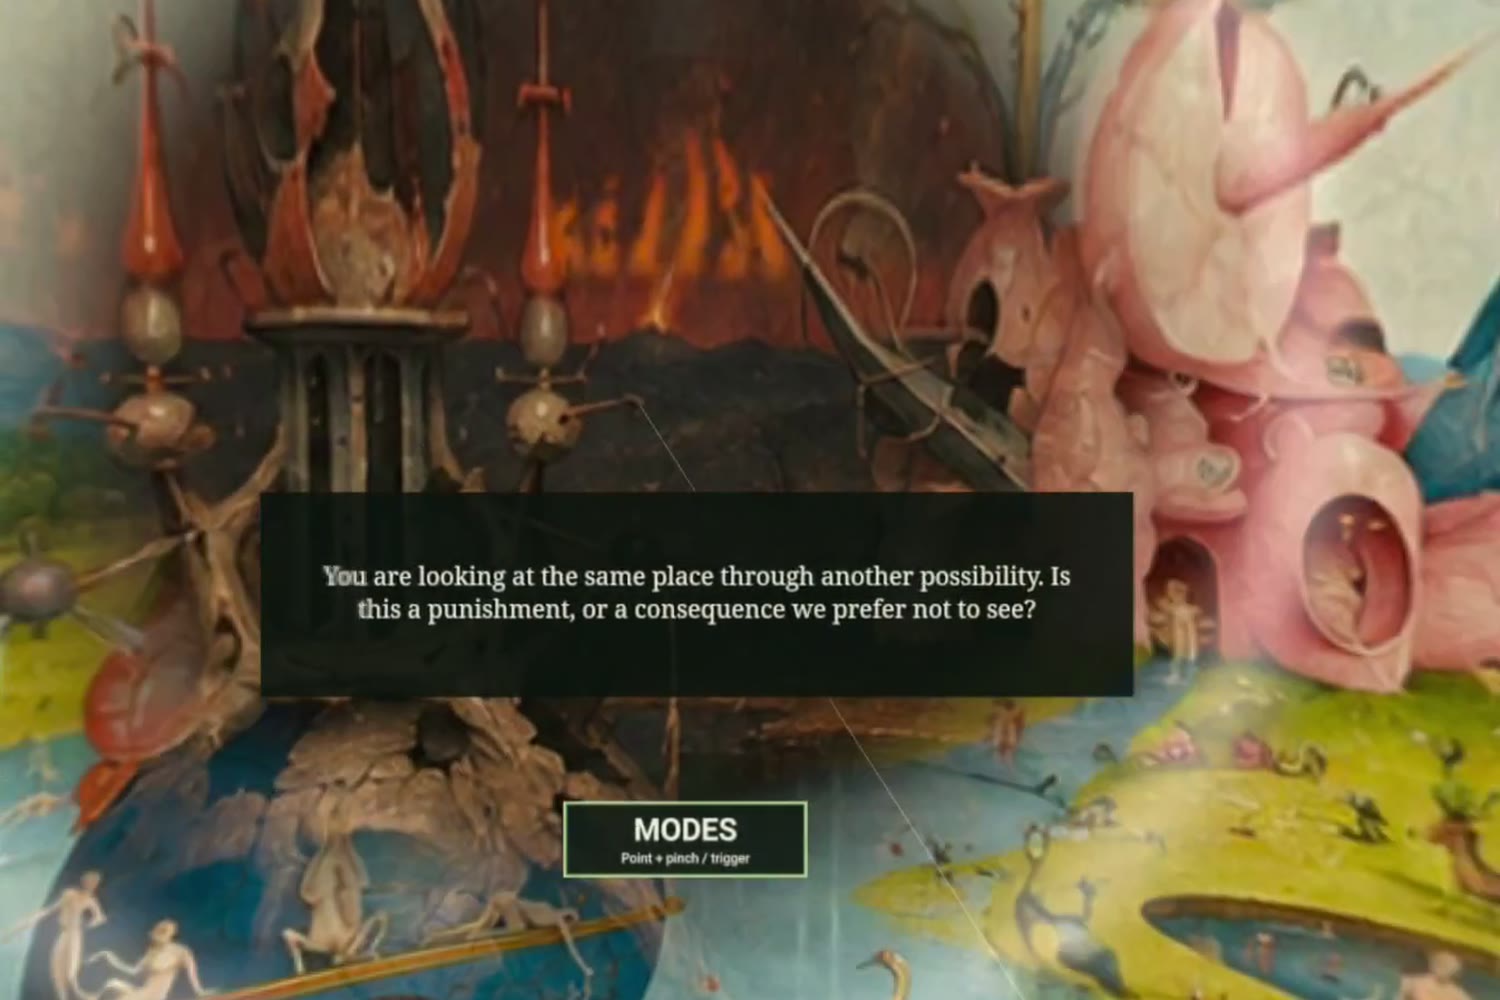 You are looking at the same place through another possibility. Is
this a punishment, or a consequence we prefer not to see?
MODES
Point + pinch / trigger